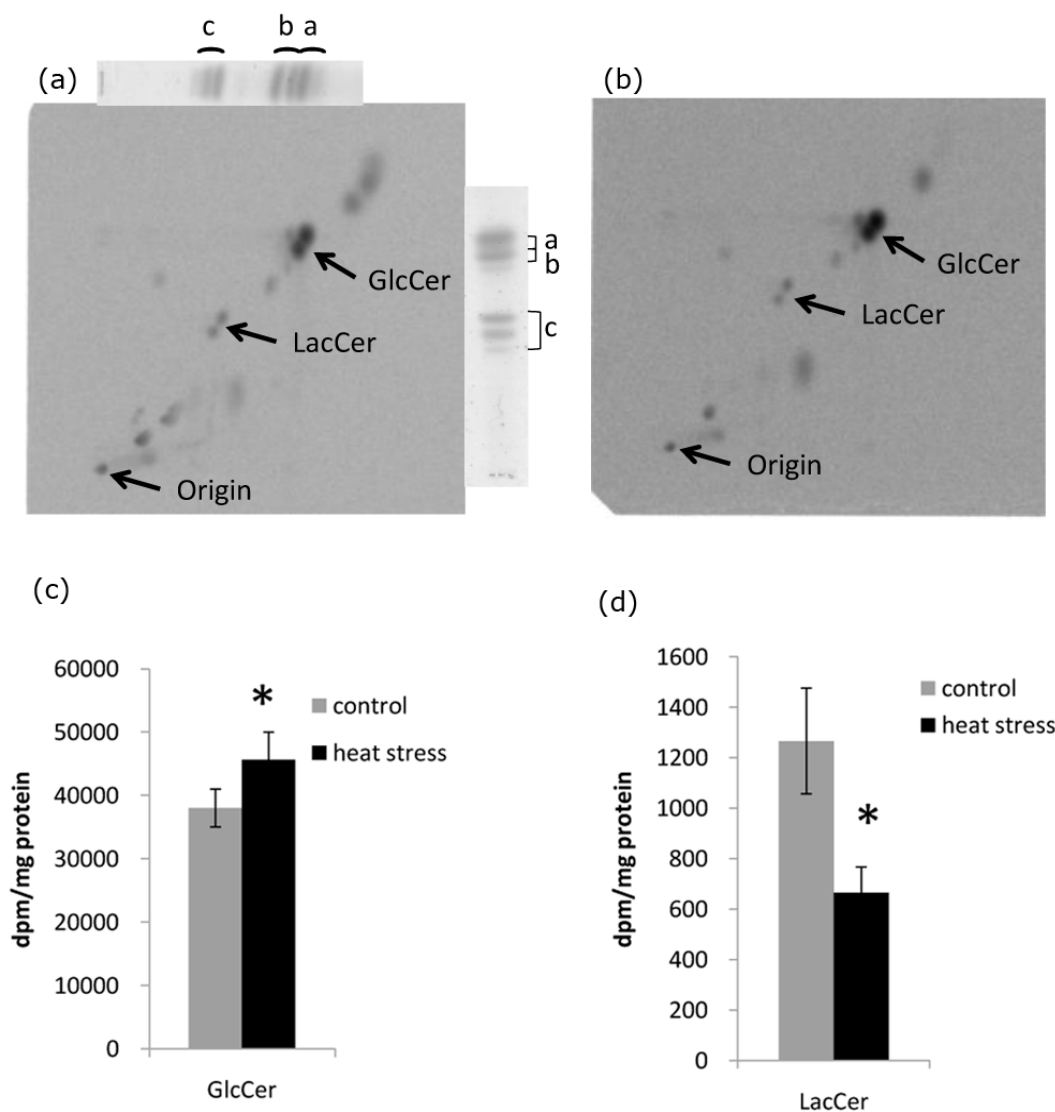 c b a
(a)
(b)
a
b
GlcCer
GlcCer
c
LacCer
LacCer
Origin
Origin
(c)
(d)
60000
50000
40000
30000
20000
10000
0
dpm/mg protein
*
control
heat stress
GlcCer
1600
1400
1200
1000
800
600
400
200
0
dpm/mg protein
*
control
heat stress
LacCer